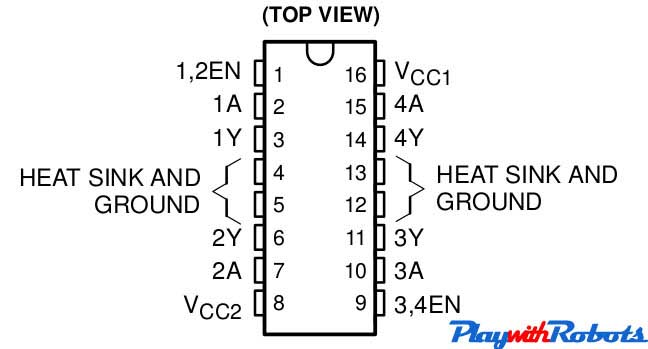 (TOP VIEW)
1,2EN 1 16 VCC1
1A 2 15 4A
1Y 3 14 4Y
HEAT SINK AND 4 13 HEAT SINK AND
GROUND 5 12 GROUND
2Y 6 11 3Y
2A 7 10 3A
VCC2 8 9 3,4EN
PlaywithRobots